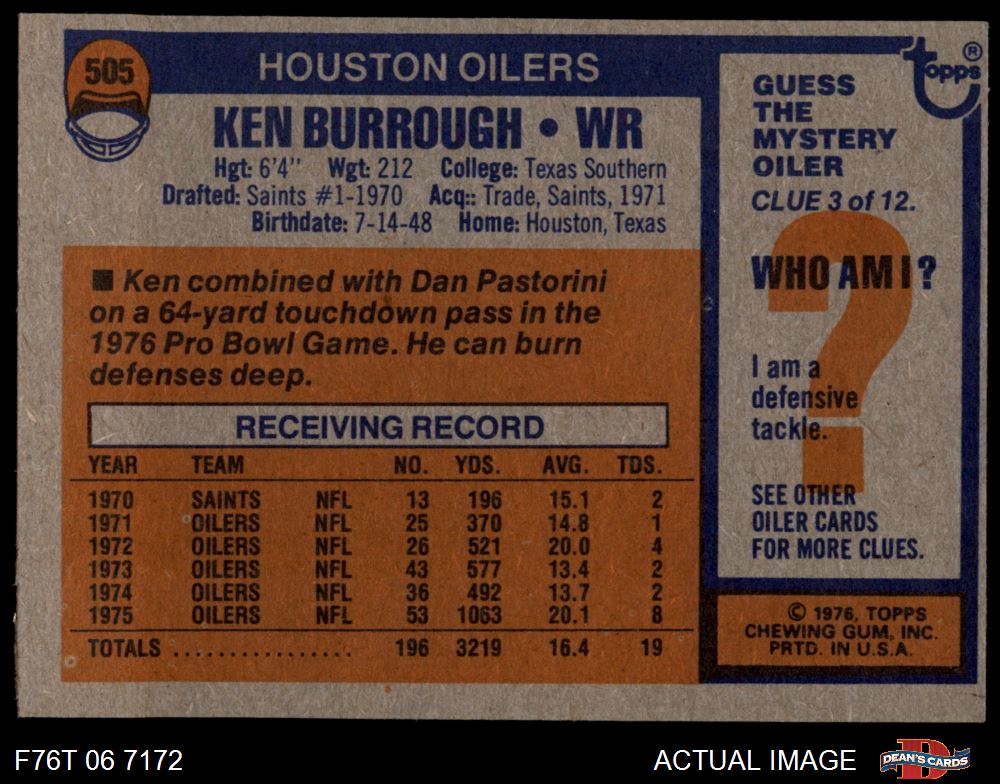 505
HOUSTON OILERS
KEN BURROUGH • WR
Hgt: 6'4" Wgt: 212 College: Texas Southern
Drafted: Saints #1-1970 Acq.: Trade, Saints, 1971
Birthdate: 7-14-48 Home: Houston, Texas
■ Ken combined with Dan Pastorini
on a 64-yard touchdown pass in the
1976 Pro Bowl Game. He can burn
defenses deep.
RECEIVING RECORD
YEAR TEAM NO. YDS. AVG. TDS.
1970 SAINTS NFL 13 196 15.1 2
1971 OILERS NFL 25 370 14.8 1
1972 OILERS NFL 26 521 20.0 4
1973 OILERS NFL 43 577 13.4 2
1974 OILERS NFL 36 492 13.7 2
1975 OILERS NFL 53 1063 20.1 8
TOTALS ................ 196 3219 16.4 19
topps®
GUESS
THE
MYSTERY
OILER
CLUE 3 of 12.
?
WHO AM I?
I am a
defensive
tackle.
SEE OTHER
OILER CARDS
FOR MORE CLUES.
© 1976, TOPPS
CHEWING GUM, INC.
PRTD. IN U.S.A.
F76T 06 7172
ACTUAL IMAGE
D
DEAN'S CARDS